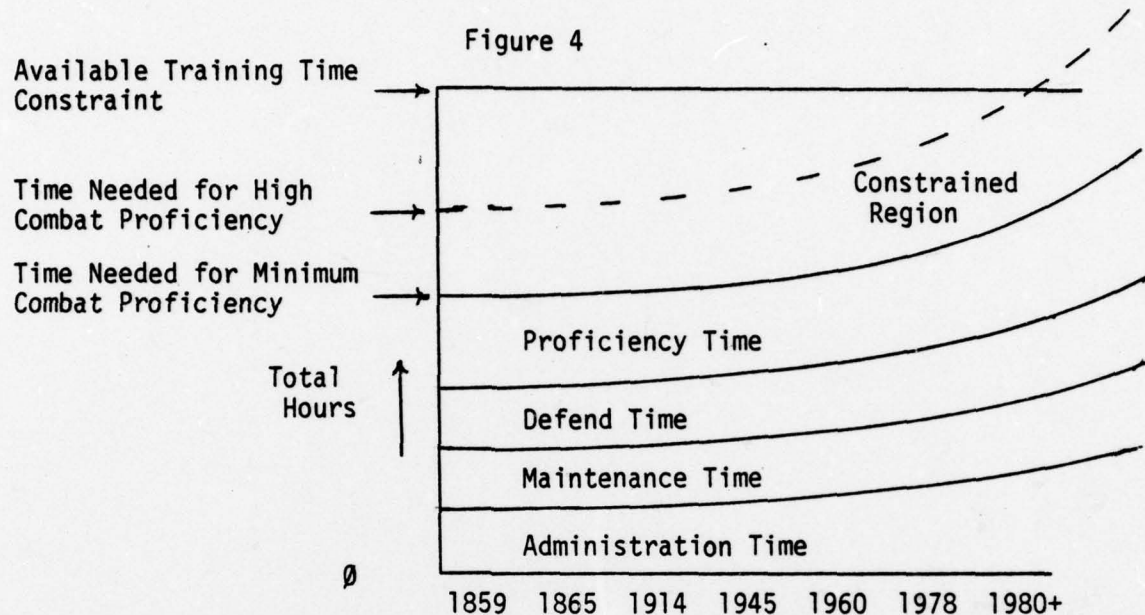 Figure 4
Available Training Time
Constraint
Time Needed for High
Combat Proficiency
Time Needed for Minimum
Combat Proficiency
Total
Hours
Constrained
Region
Proficiency Time
Defend Time
Maintenance Time
Administration Time
Ø
1859 1865 1914 1945 1960 1978 1980+